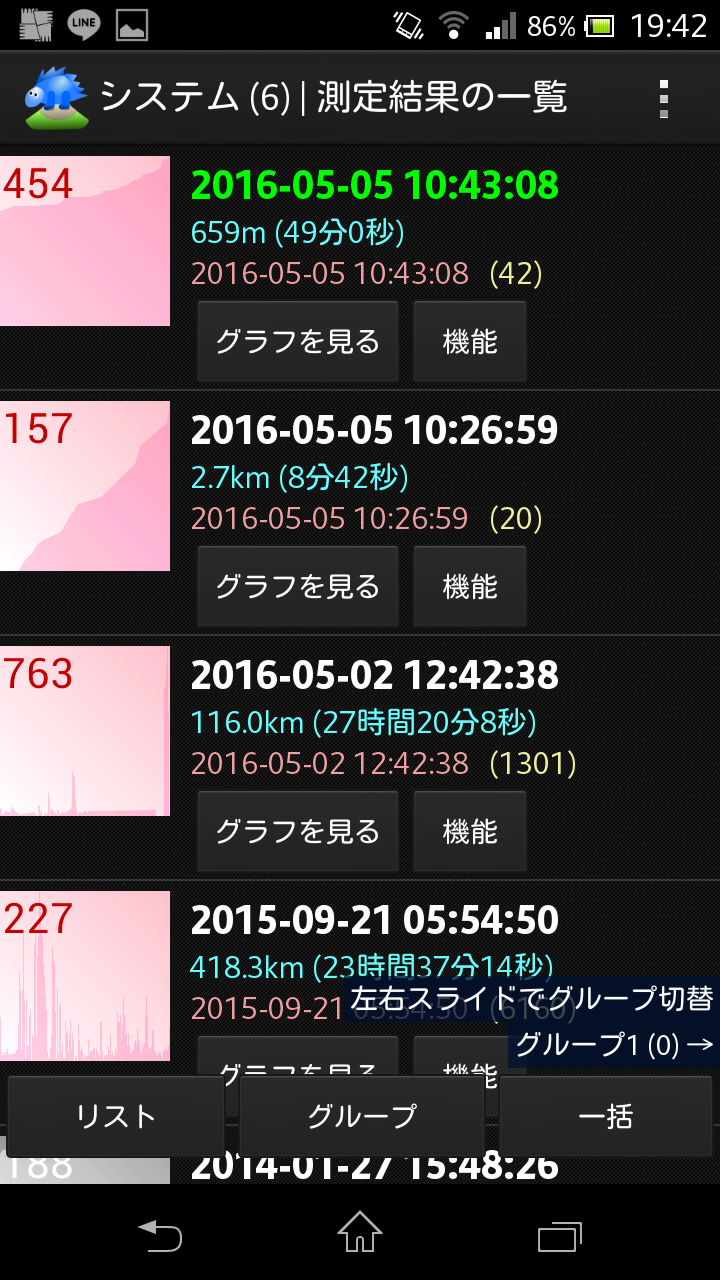 LINE 86% 19:42
システム (6) | 測定結果の一覧
454
2016-05-05 10:43:08
659m (49分0秒)
2016-05-05 10:43:08 (42)
グラフを見る 機能
157
2016-05-05 10:26:59
2.7km (8分42秒)
2016-05-05 10:26:59 (20)
グラフを見る 機能
763
2016-05-02 12:42:38
116.0km (27時間20分8秒)
2016-05-02 12:42:38 (1301)
グラフを見る 機能
227
2015-09-21 05:54:50
418.3km (23時間37分14秒)
2015-09-21 05:54:50
左右スライドでグループ切替
グループ1 (0) →
グラフを見る 機能
リスト グループ 一括
188
2014-01-27 15:48:26